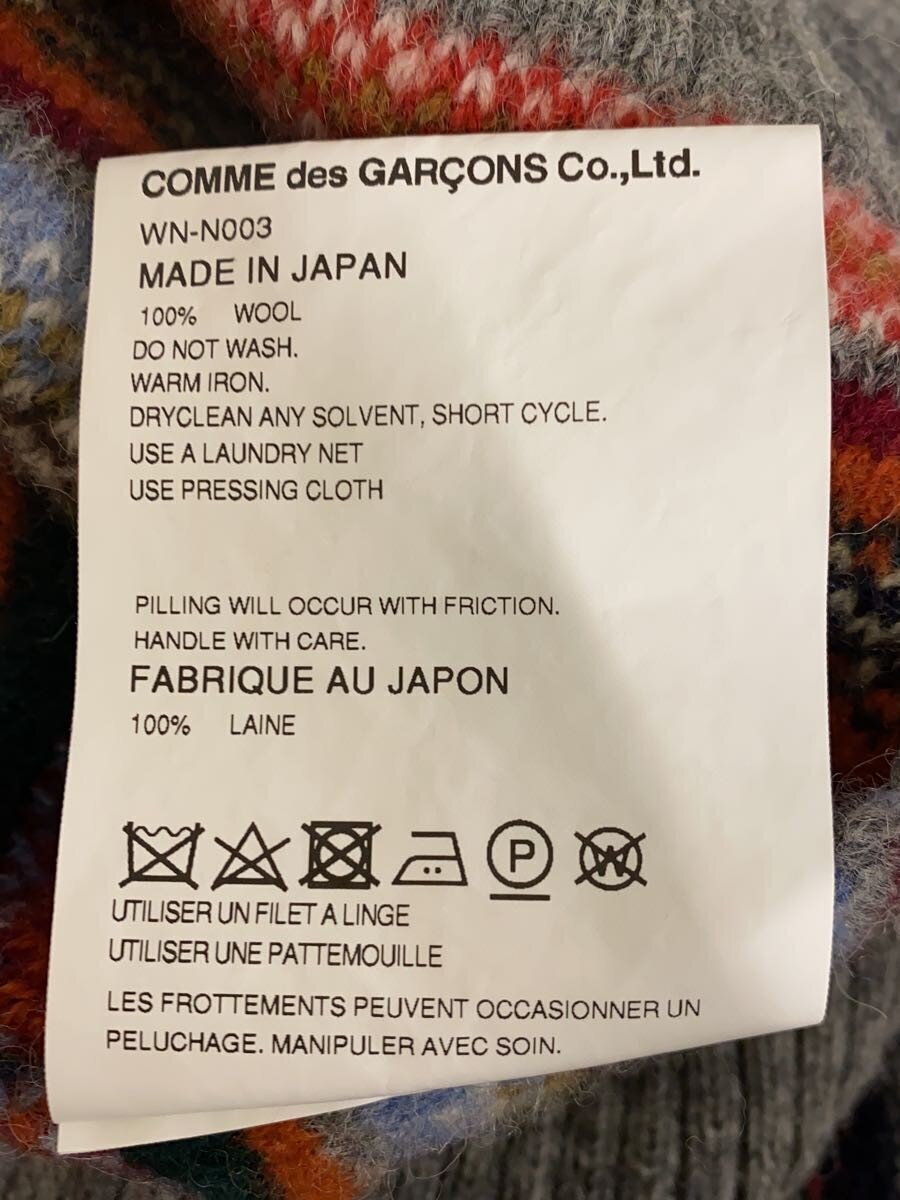 COMME des GARÇONS Co.,Ltd.
WN-N003
MADE IN JAPAN
100% WOOL
DO NOT WASH.
WARM IRON.
DRYCLEAN ANY SOLVENT, SHORT CYCLE.
USE A LAUNDRY NET
USE PRESSING CLOTH
PILLING WILL OCCUR WITH FRICTION.
HANDLE WITH CARE.
FABRIQUE AU JAPON
100% LAINE
P W
UTILISER UN FILET A LINGE
UTILISER UNE PATTEMOUILLE
LES FROTTEMENTS PEUVENT OCCASIONNER UN
PELUCHAGE. MANIPULER AVEC SOIN.